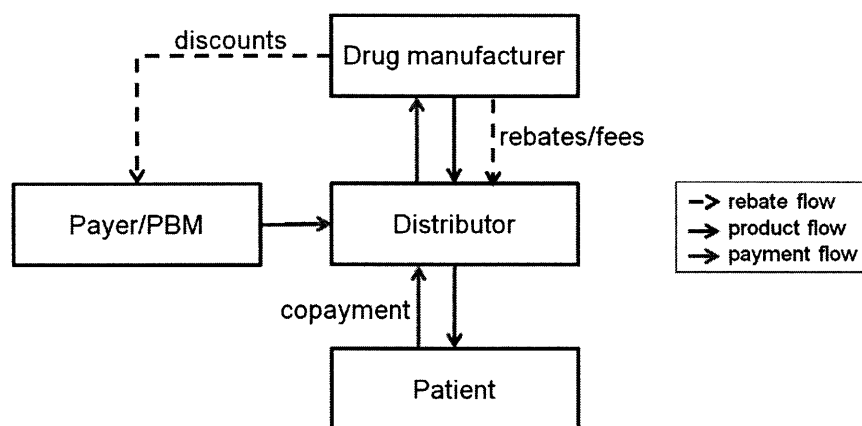 discounts
Drug manufacturer
rebates/fees
Payer/PBM
Distributor
rebate flow
product flow
payment flow
copayment
Patient